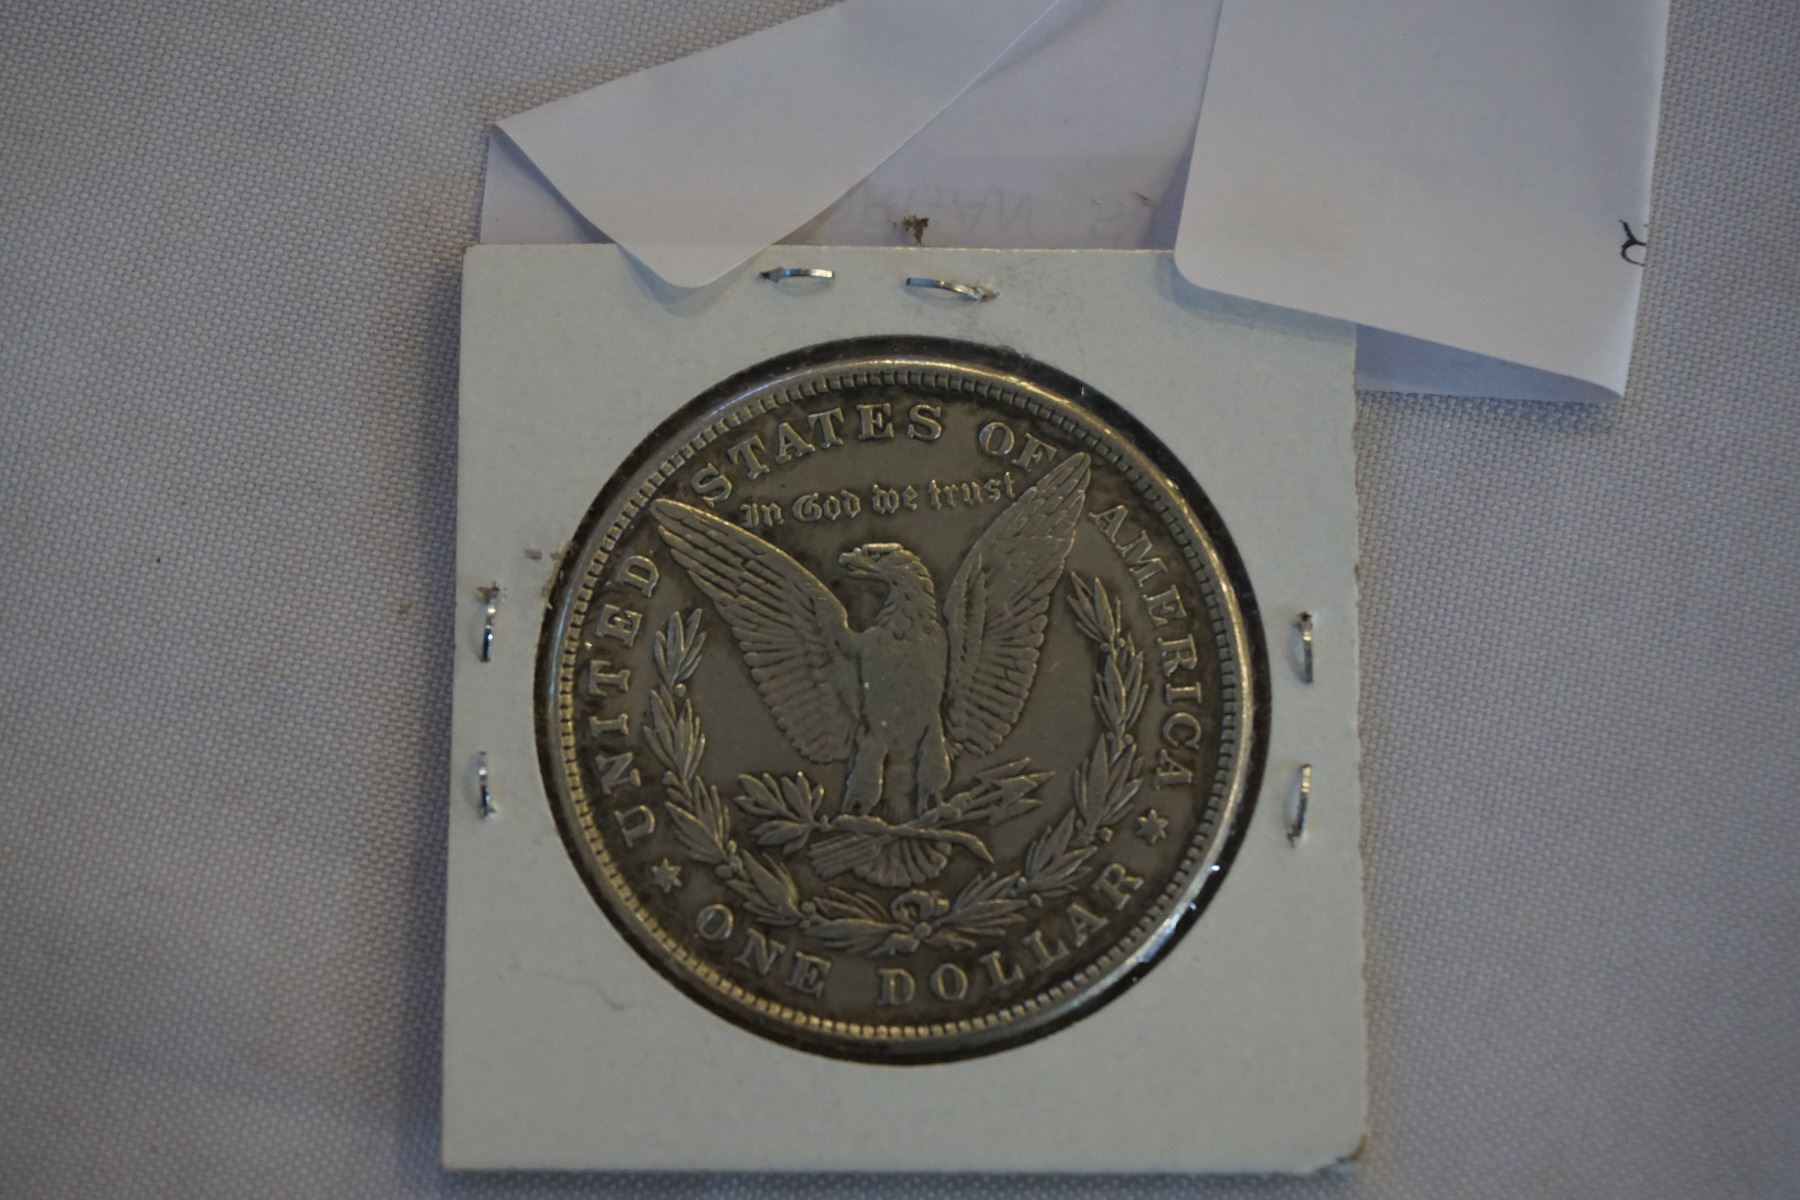 UNITED STATES OF AMERICA
In God we trust
ONE DOLLAR